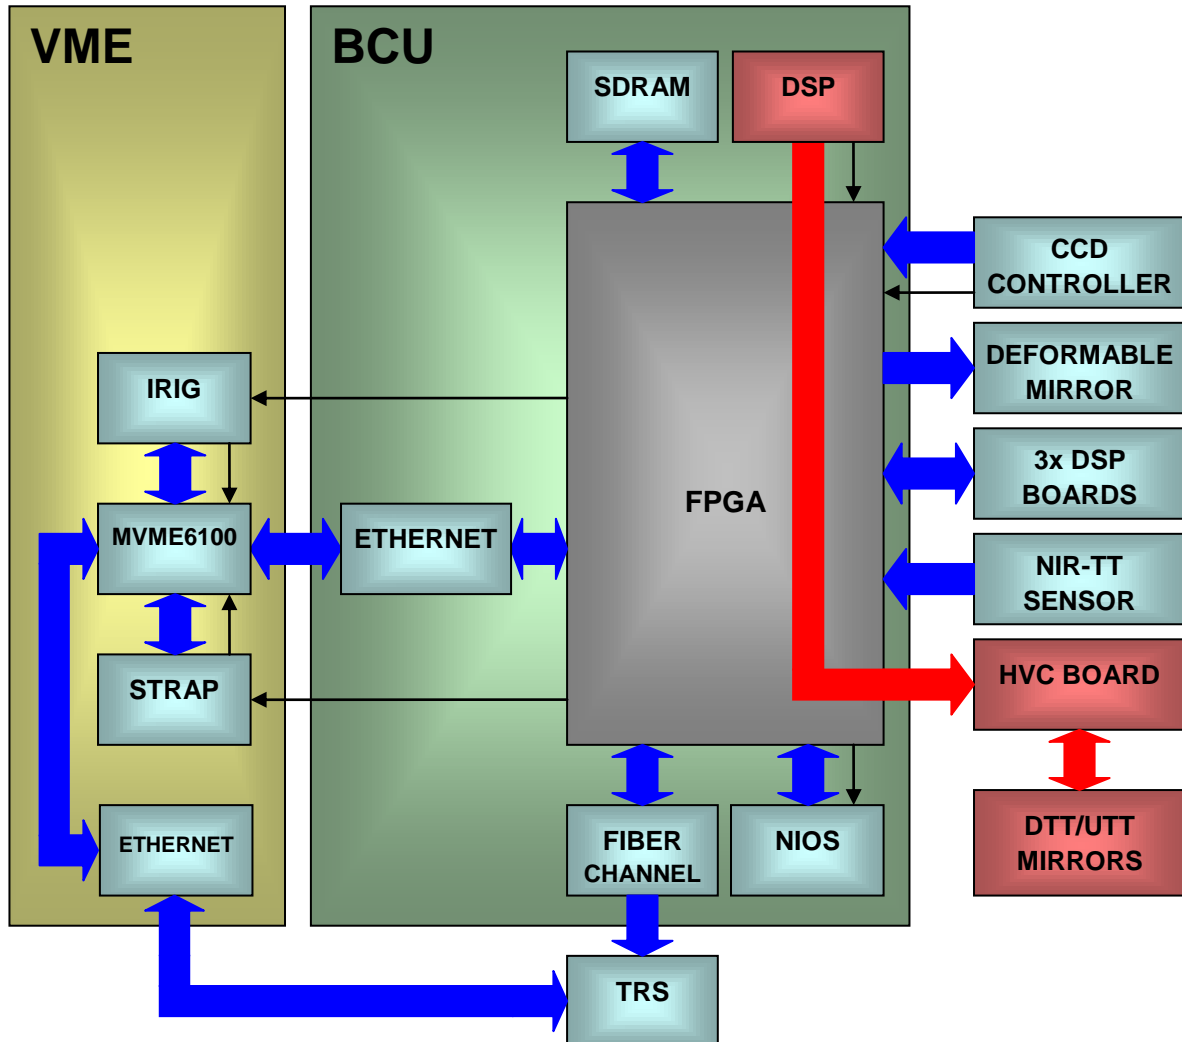 VME
BCU
SDRAM
DSP
CCD
CONTROLLER
DEFORMABLE
MIRROR
IRIG
3x DSP
BOARDS
FPGA
MVME6100
ETHERNET
NIR-TT
SENSOR
STRAP
HVC BOARD
ETHERNET
FIBER
CHANNEL
NIOS
DTT/UTT
MIRRORS
TRS